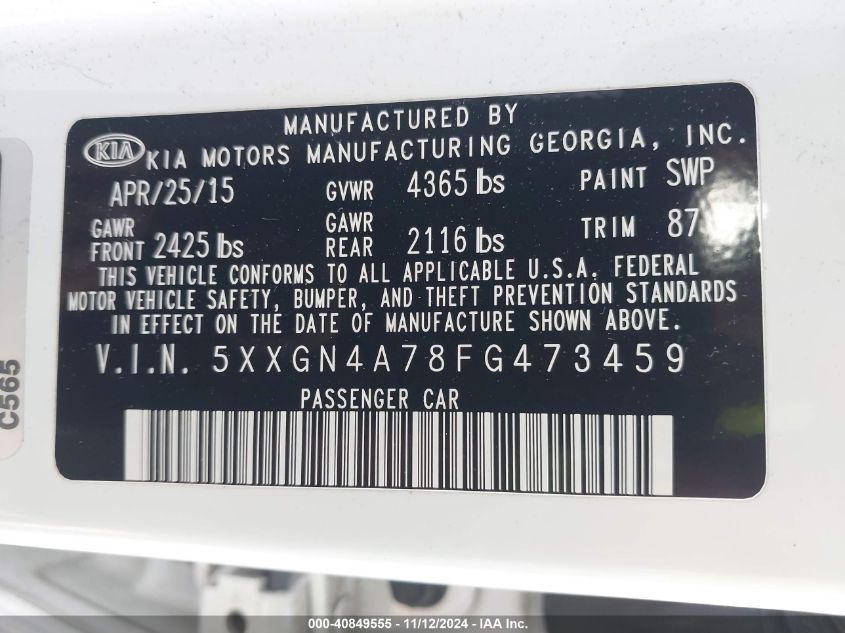 MANUFACTURED BY
KIA KIA MOTORS MANUFACTURING GEORGIA, INC.
APR/25/15 GVWR 4365 lbs PAINT SWP
GAWR FRONT 2425 lbs GAWR REAR 2116 lbs TRIM 87
THIS VEHICLE CONFORMS TO ALL APPLICABLE U.S.A. FEDERAL
MOTOR VEHICLE SAFETY, BUMPER, AND THEFT PREVENTION STANDARDS
IN EFFECT ON THE DATE OF MANUFACTURE SHOWN ABOVE.
V.I.N. 5XXGN4A78FG473459
PASSENGER CAR
C565
000-40849555 - 11/12/2024 - IAA Inc.